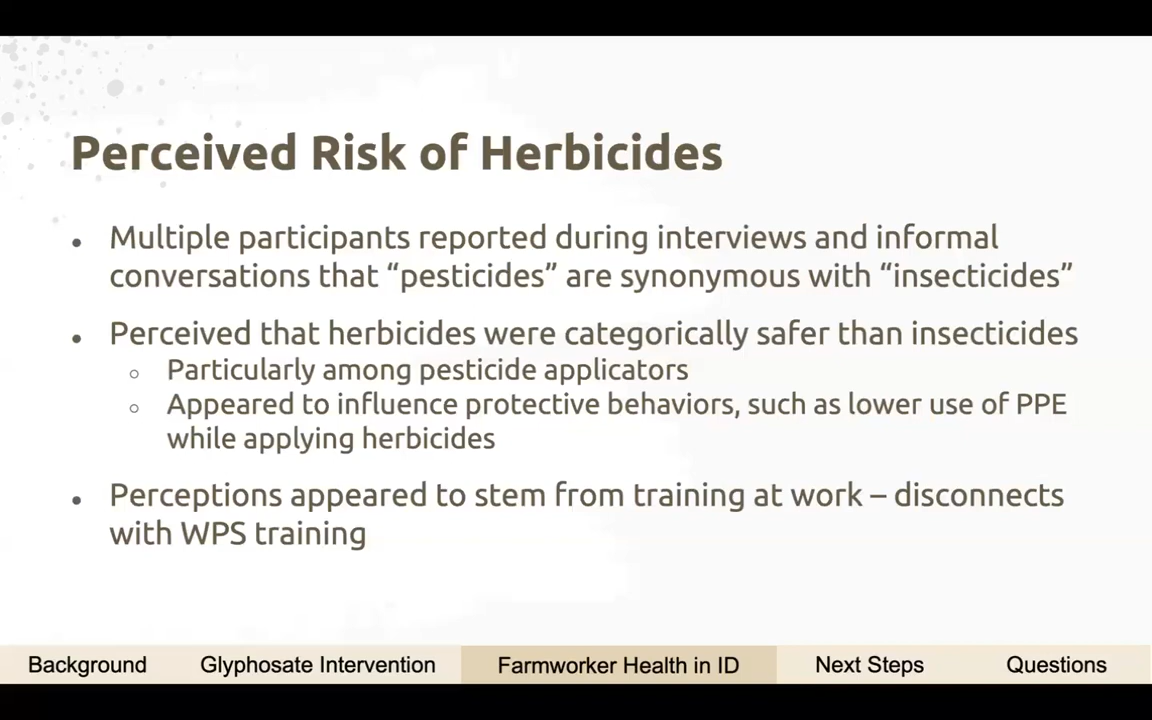 Perceived Risk of Herbicides
• Multiple participants reported during interviews and informal
conversations that “pesticides” are synonymous with “insecticides”
• Perceived that herbicides were categorically safer than insecticides
○ Particularly among pesticide applicators
○ Appeared to influence protective behaviors, such as lower use of PPE
while applying herbicides
• Perceptions appeared to stem from training at work – disconnects
with WPS training
Background Glyphosate Intervention Farmworker Health in ID Next Steps Questions